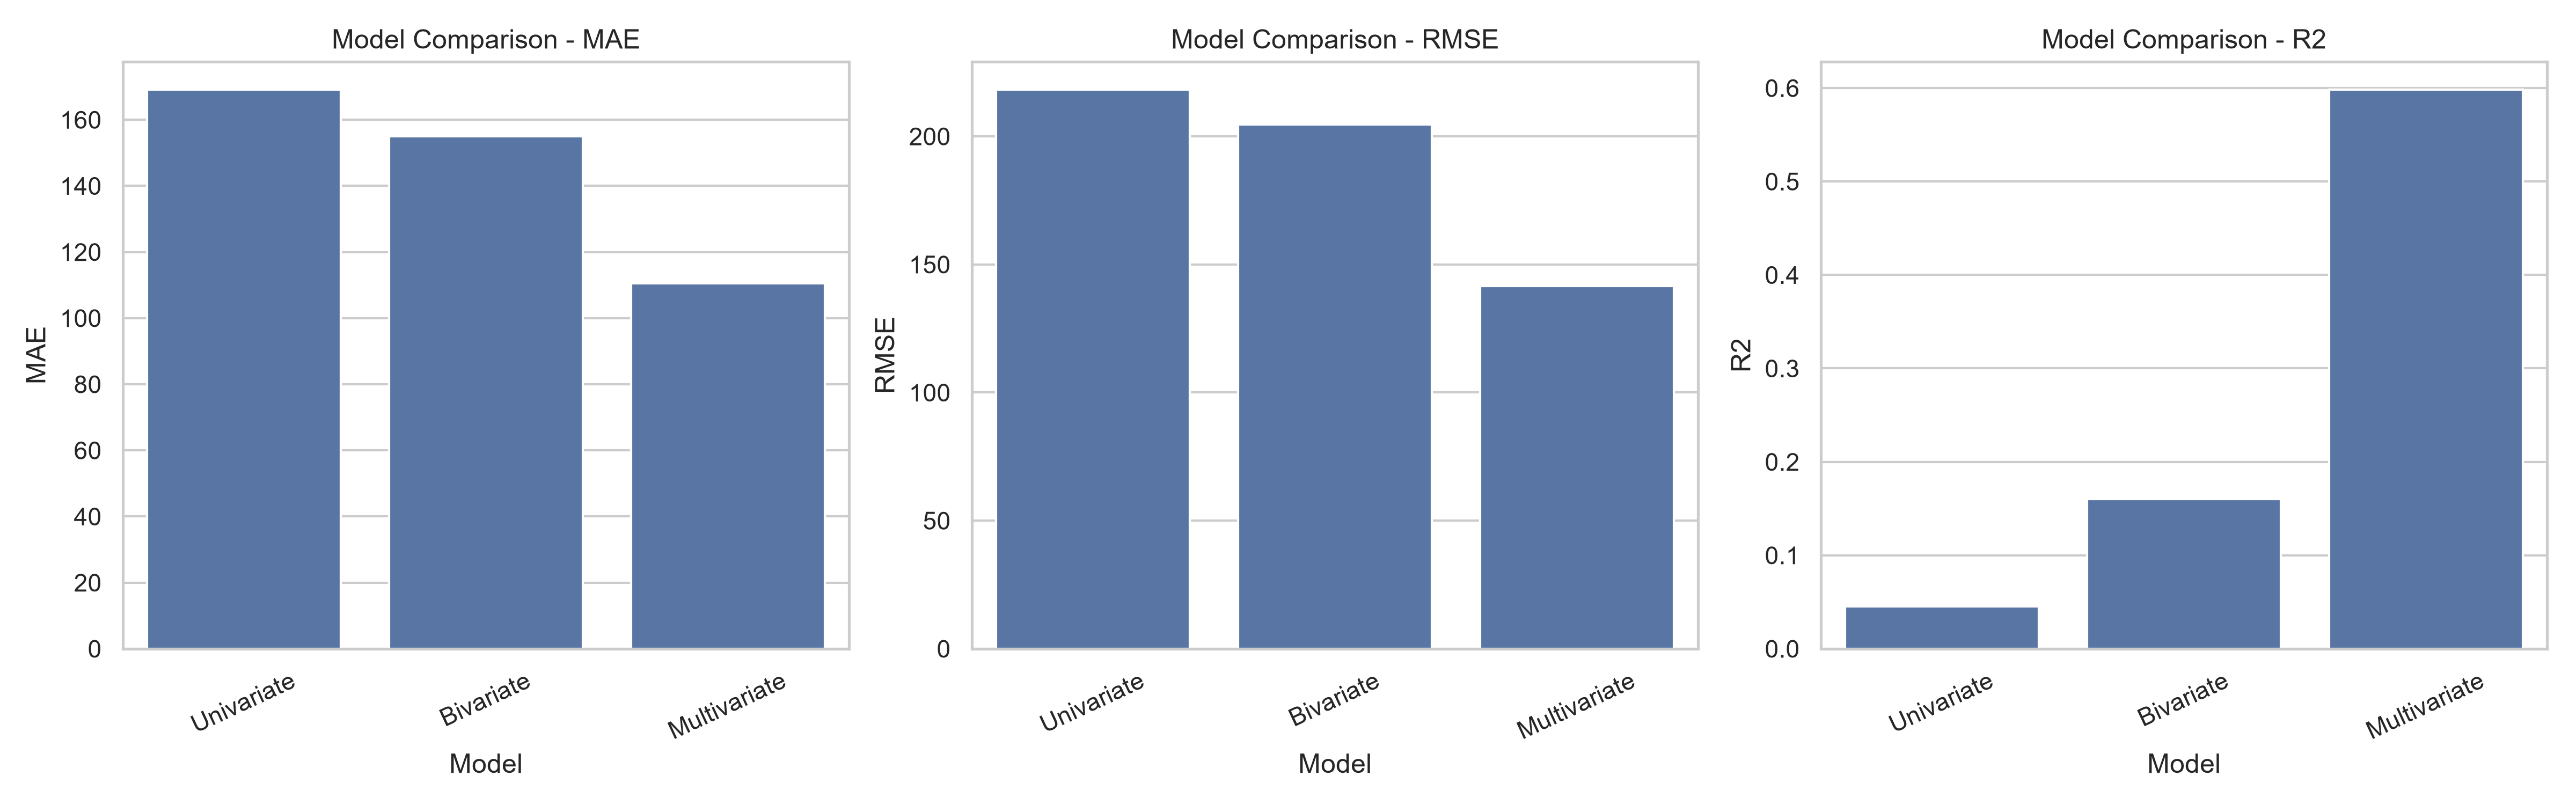 Model Comparison - MAE
MAE
160
140
120
100
80
60
40
20
0
Univariate
Bivariate
Multivariate
Model
Model Comparison - RMSE
RMSE
200
150
100
50
0
Univariate
Bivariate
Multivariate
Model
Model Comparison - R2
R2
0.6
0.5
0.4
0.3
0.2
0.1
0.0
Univariate
Bivariate
Multivariate
Model